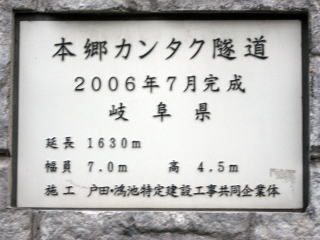 本郷カンタク隧道
2006年7月完成
岐阜県
延長 1630m
幅員 7.0m 高 4.5m
施工 戸田・鴻池特定建設工事共同企業体